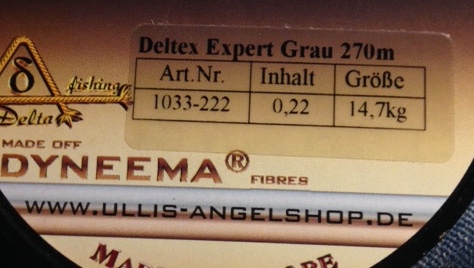 Deltex Expert Grau 270m
Art.Nr. Inhalt Größe
1033-222 0,22 14,7kg
δ
fishing
Delta
MADE OFF
DYNEEMA®
FIBRES
WWW.ULLIS-ANGELSHOP.DE